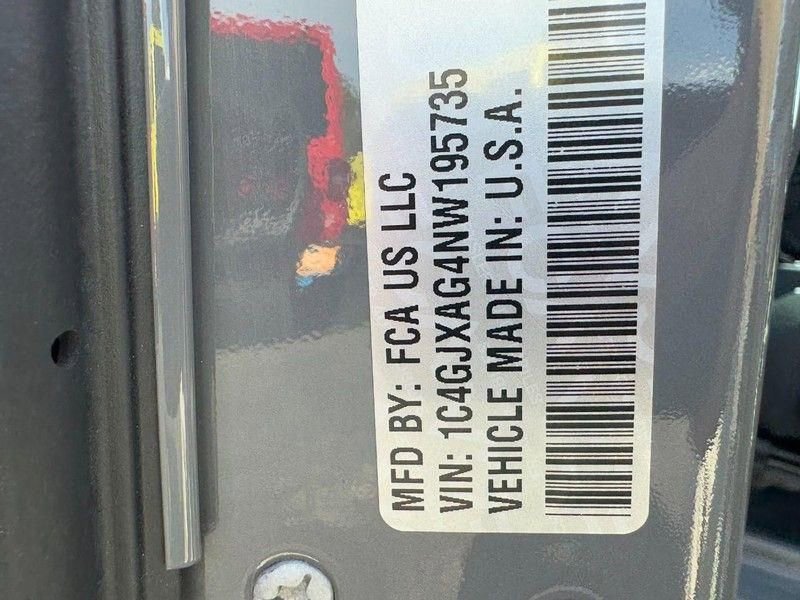 MFD BY: FCA US LLC
VIN: 1C4GJXAG4NW195735
VEHICLE MADE IN: U.S.A.